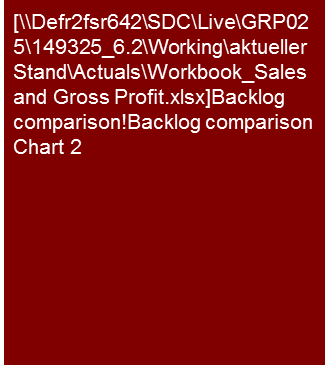 [\\Defr2fsr642\SDC\Live\GRP02
5\149325_6.2\Working\aktueller
Stand\Actuals\Workbook_Sales
and Gross Profit.xlsx]Backlog
comparison!Backlog comparison
Chart 2